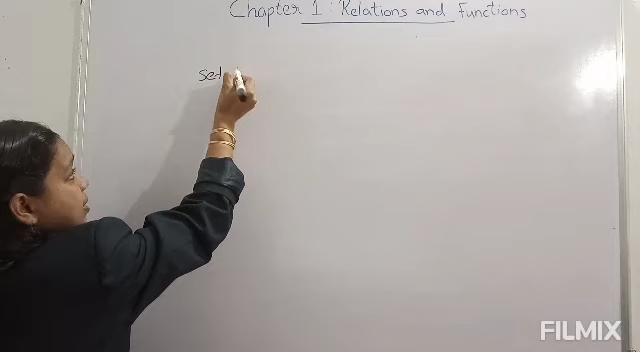 Chapter 1 : Relations and Functions
set
FILMIX